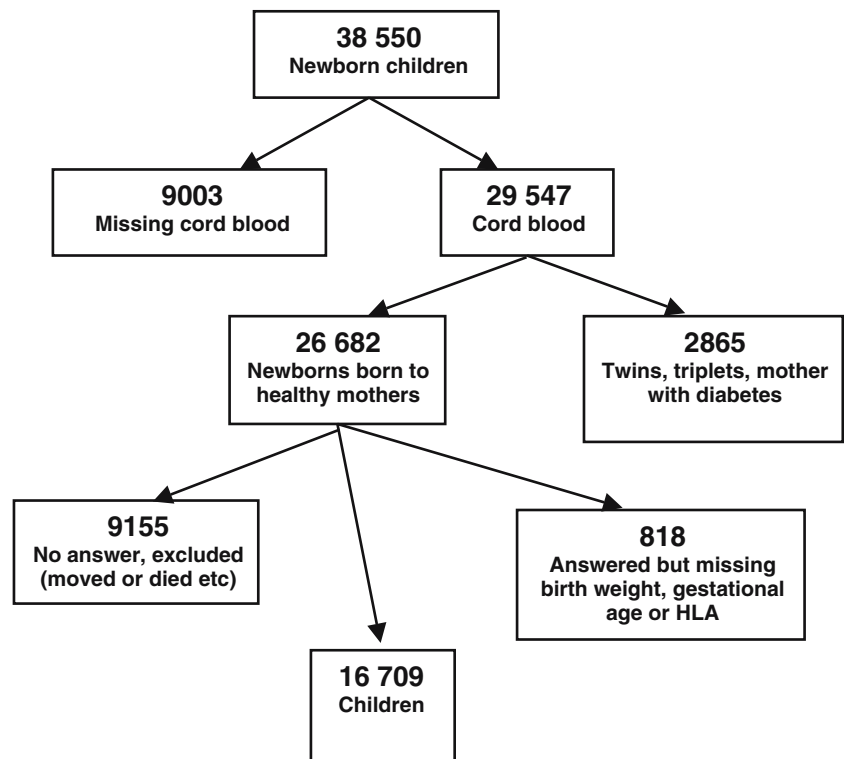 38 550
Newborn children
9003
Missing cord blood
29 547
Cord blood
26 682
Newborns born to
healthy mothers
2865
Twins, triplets, mother
with diabetes
9155
No answer, excluded
(moved or died etc)
818
Answered but missing
birth weight, gestational
age or HLA
16 709
Children